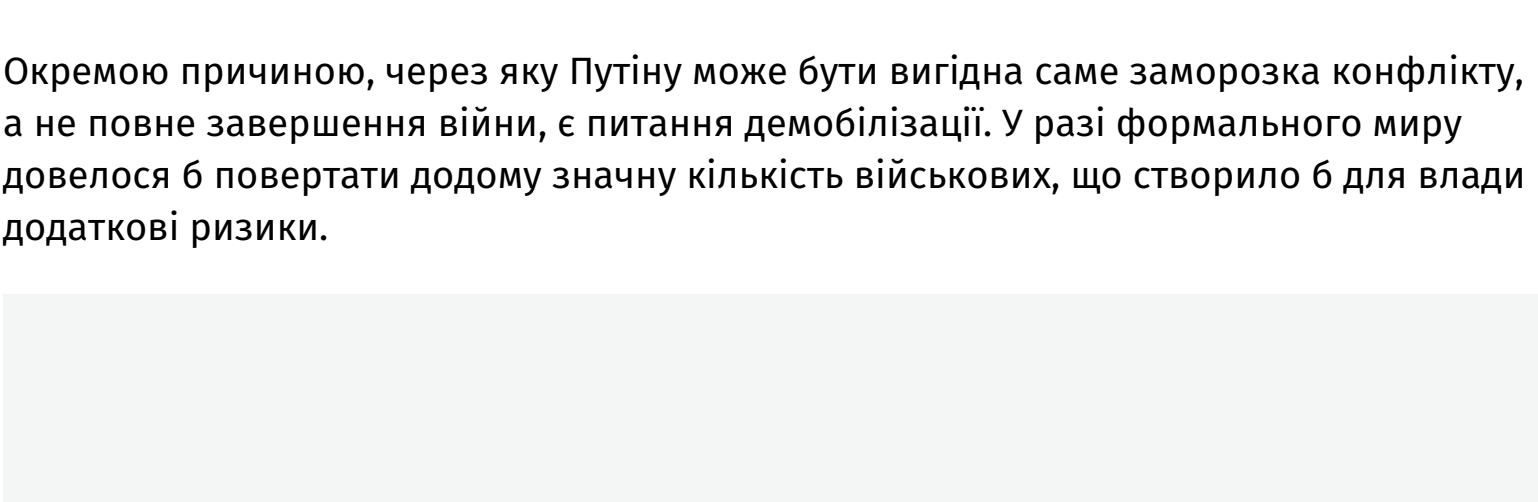 Окремою причиною, через яку Путіну може бути вигідна саме заморозка конфлікту,
а не повне завершення війни, є питання демобілізації. У разі формального миру
довелося б повертати додому значну кількість військових, що створило б для влади
додаткові ризики.